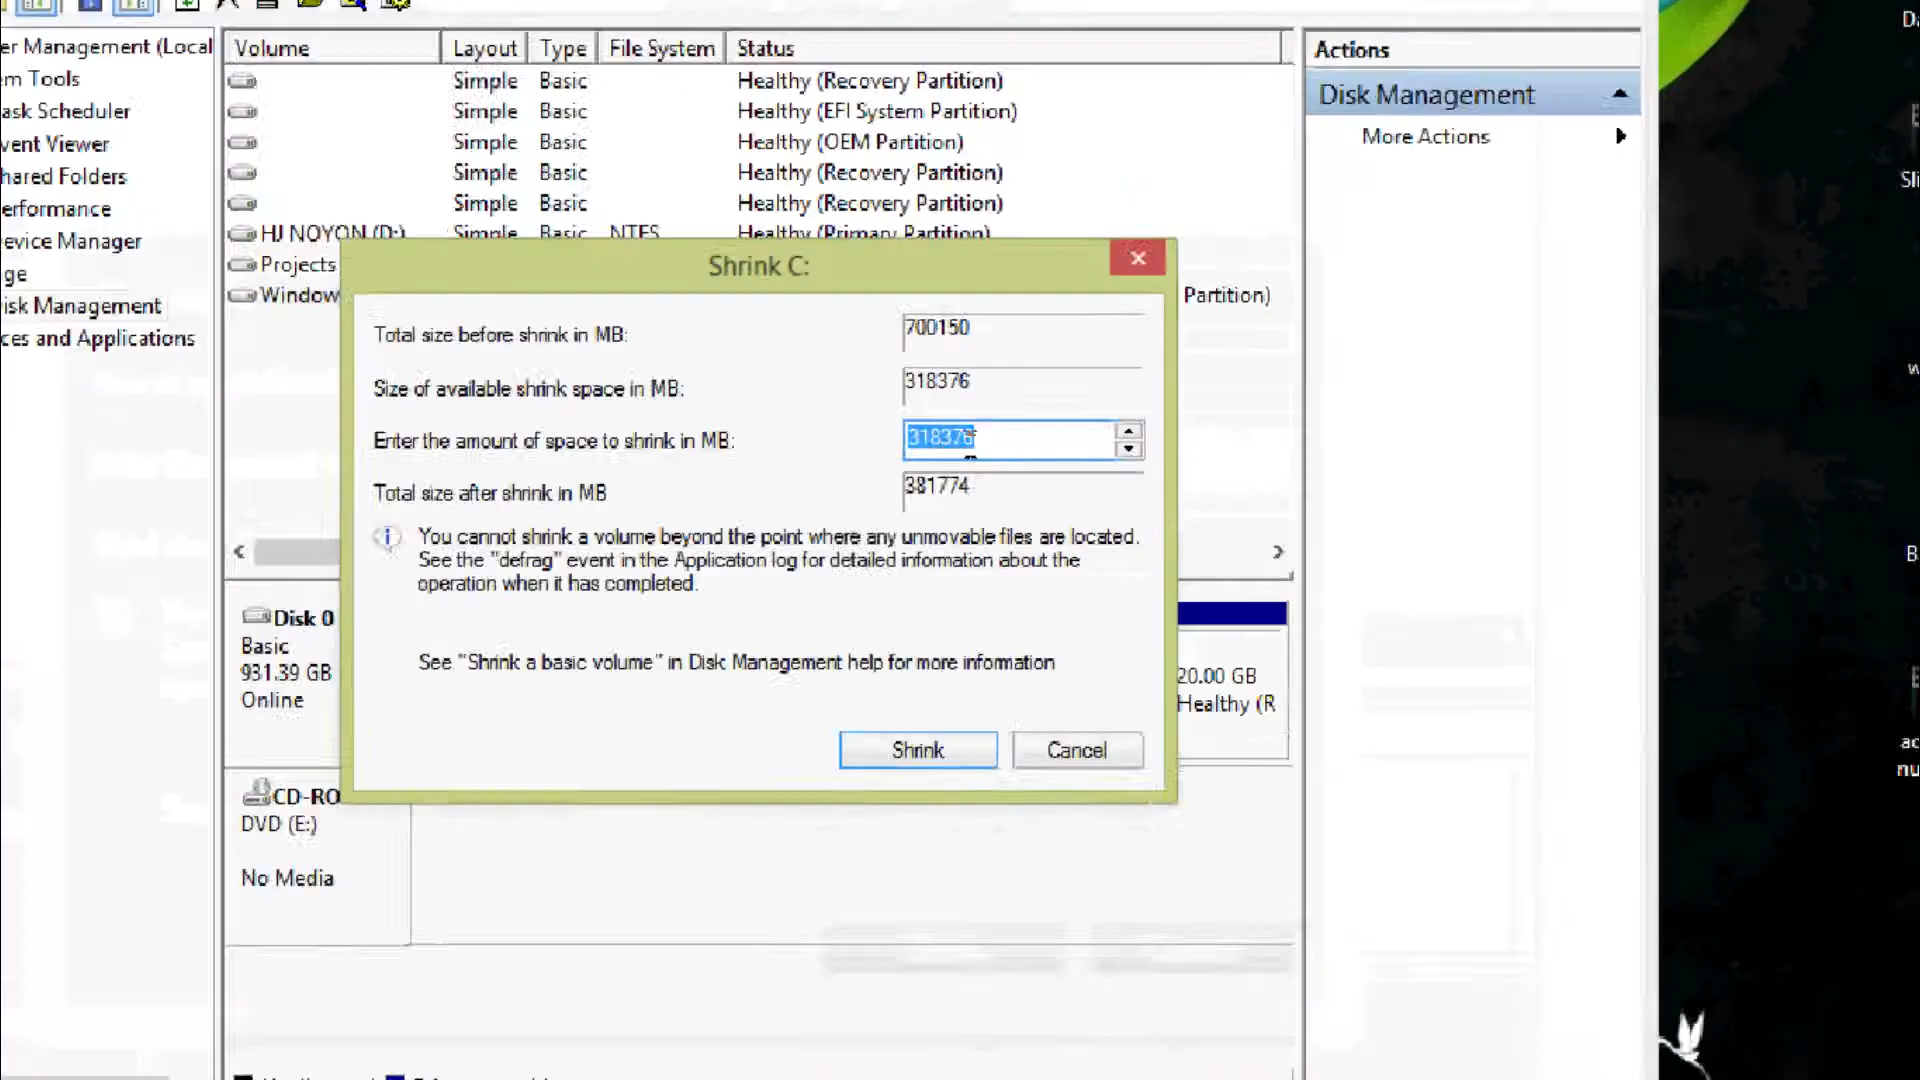 er Management (Local
em Tools
ask Scheduler
vent Viewer
hared Folders
erformance
evice Manager
ge
isk Management
ces and Applications
Volume Layout Type File System Status
Simple Basic Healthy (Recovery Partition)
Simple Basic Healthy (EFI System Partition)
Simple Basic Healthy (OEM Partition)
Simple Basic Healthy (Recovery Partition)
Simple Basic Healthy (Recovery Partition)
HJ NOYON (D:) Simple Basic NTFS Healthy (Primary Partition)
Projects
Window Partition)
Actions
Disk Management
More Actions
Shrink C:
Total size before shrink in MB: 700150
Size of available shrink space in MB: 318376
Enter the amount of space to shrink in MB: 318376
Total size after shrink in MB 381774
You cannot shrink a volume beyond the point where any unmovable files are located.
See the "defrag" event in the Application log for detailed information about the
operation when it has completed.
See "Shrink a basic volume" in Disk Management help for more information
Shrink Cancel
Disk 0
Basic
931.39 GB
Online
20.00 GB
Healthy (R
CD-RO
DVD (E:)
No Media
Da
Sli
w
B
ac
nu